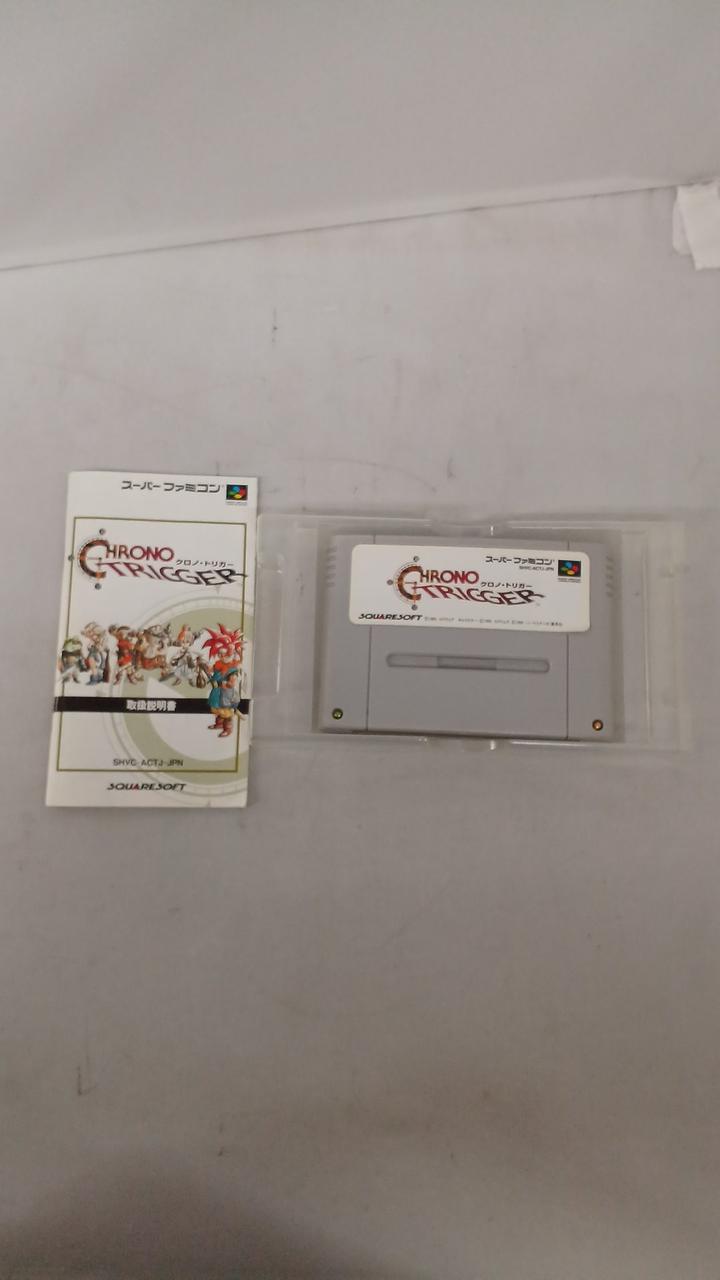 スーパーファミコン
CHRONO
クロノ・トリガー
TRIGGER
取扱説明書
SHVC-ACTJ-JPN
SQUARESOFT
スーパーファミコン
SHVC-ACTJ-JPN
CHRONO
クロノ・トリガー
TRIGGER
SQUARESOFT